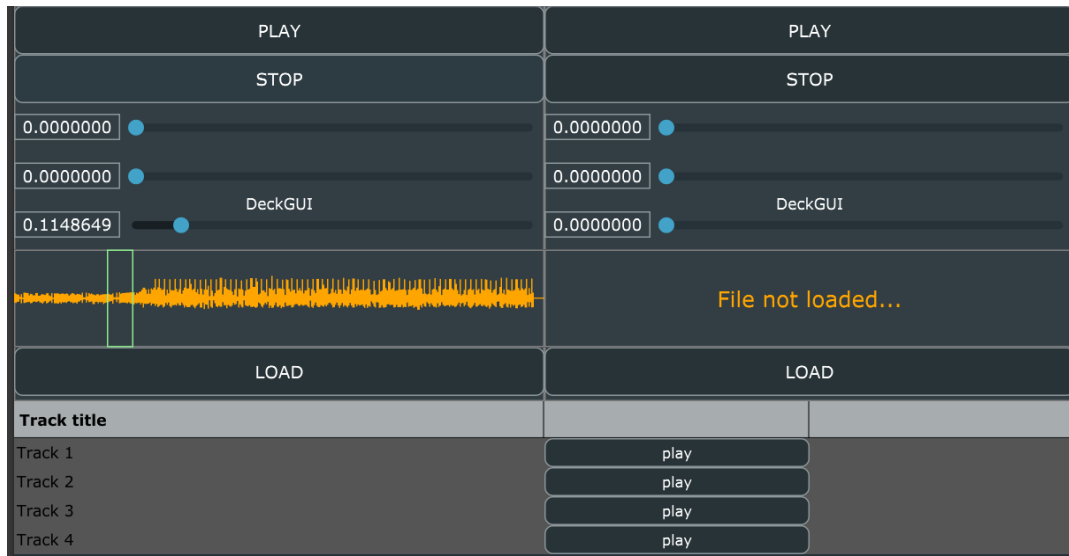 PLAY PLAY
STOP STOP
0.0000000 0.0000000
0.0000000 0.0000000
DeckGUI DeckGUI
0.1148649 0.0000000
File not loaded...
LOAD LOAD
Track title
Track 1 play
Track 2 play
Track 3 play
Track 4 play